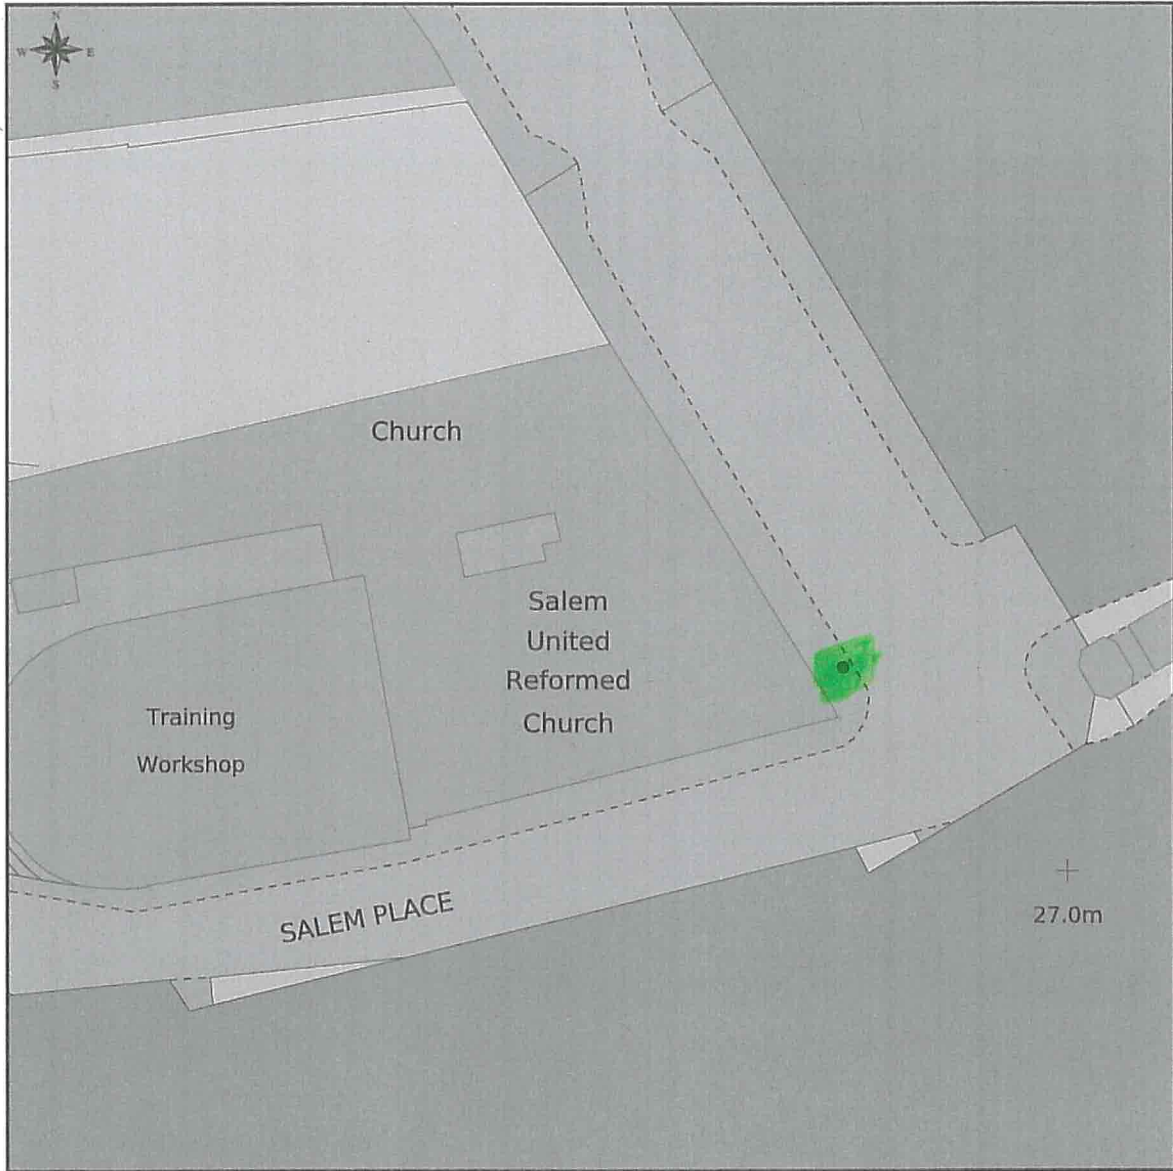 N
W E
S
Church
Salem
United
Reformed
Church
Training
Workshop
SALEM PLACE
27.0m